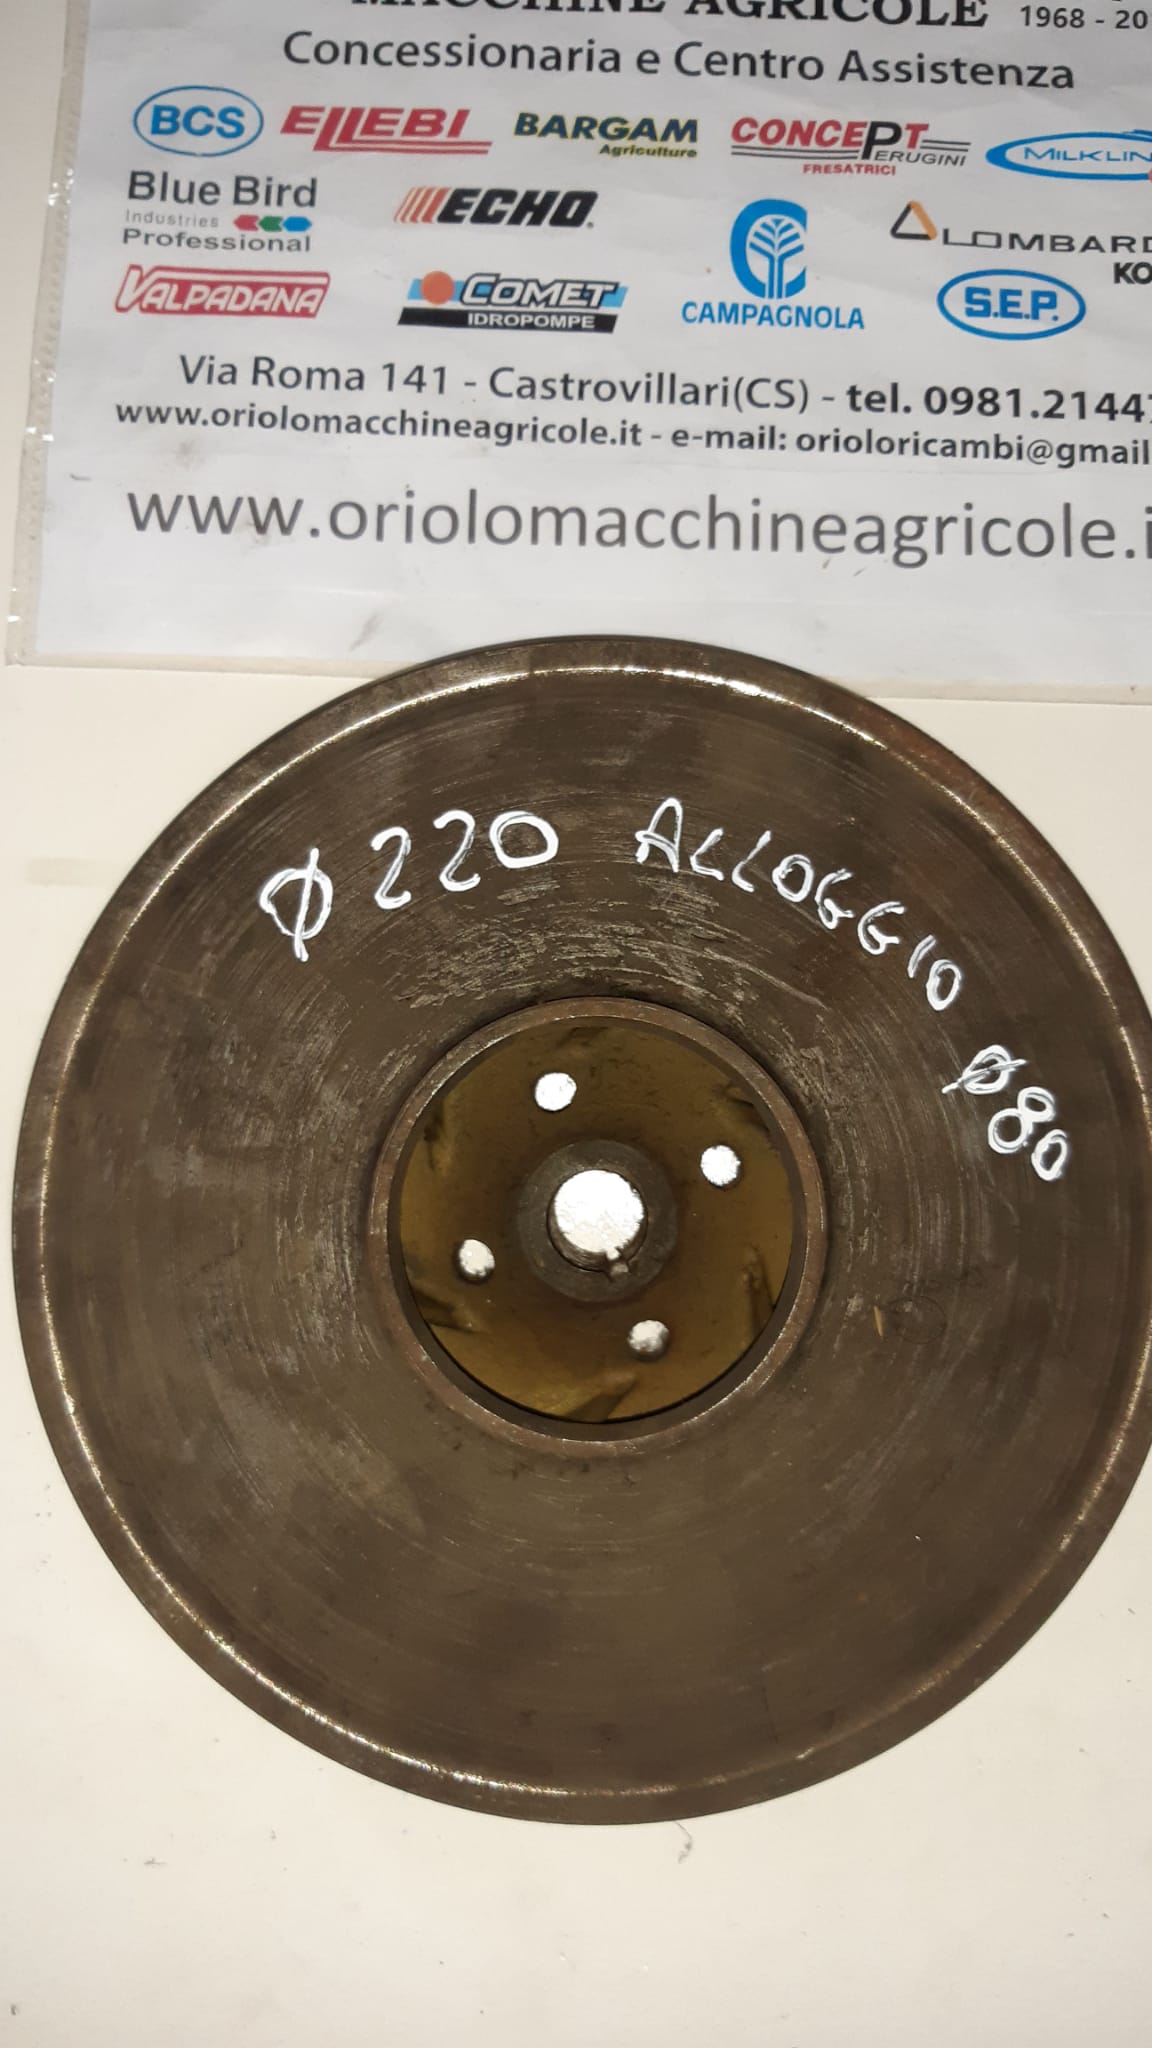 MACCHINE AGRICOLE 1968 - 20
Concessionaria e Centro Assistenza
BCS ELLEBI BARGAM Agriculture CONCEPT PERUGINI FRESATRICI MILKLIN
Blue Bird Industries Professional ECHO CAMPAGNOLA LOMBARD KO
VALPADANA COMET IDROPOMPE S.E.P.
Via Roma 141 - Castrovillari(CS) - tel. 0981.2144
www.oriolomacchineagricole.it - e-mail: orioloricambi@gmail
www.oriolomacchineagricole.i
Ø 220 ALLOGGIO Ø80